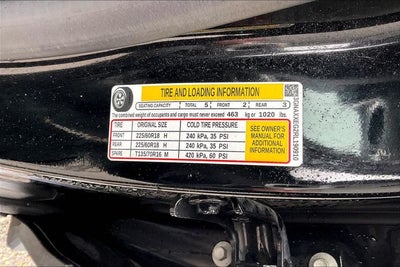 TIRE AND LOADING INFORMATION
SEATING CAPACITY TOTAL 5 FRONT 2 REAR 3
The combined weight of occupants and cargo must never exceed 463 kg or 1020 lbs.
TIRE ORIGINAL SIZE COLD TIRE PRESSURE
FRONT 225/60R18 H 240 kPa, 35 PSI
REAR 225/60R18 H 240 kPa, 35 PSI
SPARE T135/70R16 M 420 kPa, 60 PSI
SEE OWNER'S
MANUAL FOR
ADDITIONAL
INFORMATION